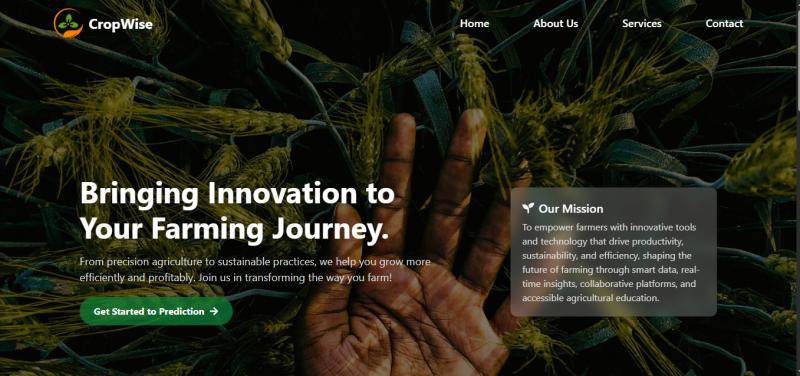 CropWise
Home
About Us
Services
Contact
Bringing Innovation to
Your Farming Journey.
From precision agriculture to sustainable practices, we help you grow more
efficiently and profitably. Join us in transforming the way you farm!
Get Started to Prediction
Our Mission
To empower farmers with innovative tools
and technology that drive productivity,
sustainability, and efficiency, shaping the
future of farming through smart data, real-
time insights, collaborative platforms, and
accessible agricultural education.